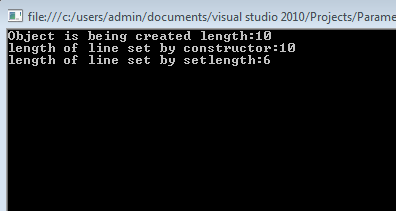 file:///c:/users/admin/documents/visual studio 2010/Projects/Parame
Object is being created length:10
length of line set by constructor:10
length of line set by setlength:6